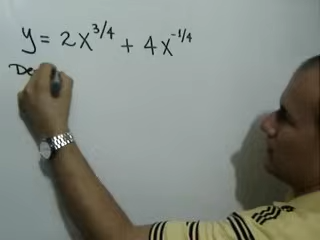 y = 2x^{3/4} + 4x^{-1/4}
De